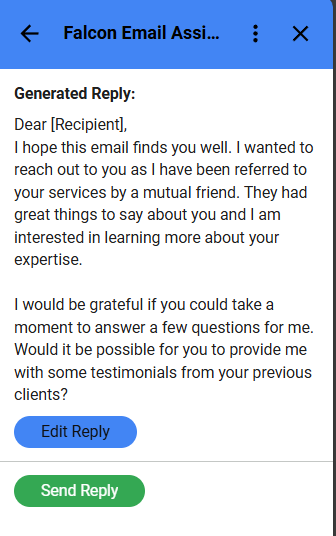 Falcon Email Assi...
Generated Reply:
Dear [Recipient],
I hope this email finds you well. I wanted to
reach out to you as I have been referred to
your services by a mutual friend. They had
great things to say about you and I am
interested in learning more about your
expertise.
I would be grateful if you could take a
moment to answer a few questions for me.
Would it be possible for you to provide me
with some testimonials from your previous
clients?
Edit Reply
Send Reply